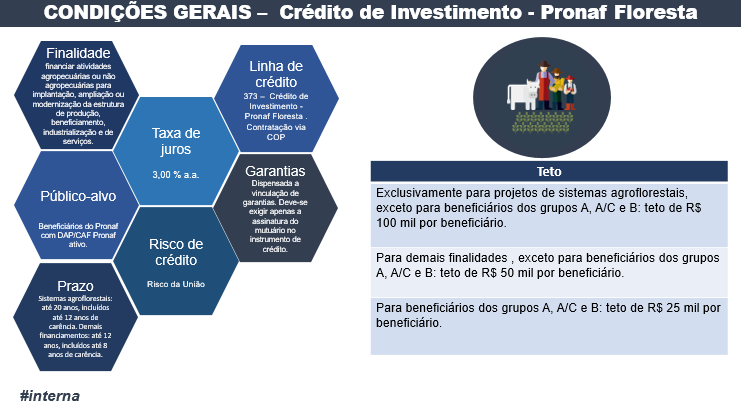 CONDIÇÕES GERAIS – Crédito de Investimento - Pronaf Floresta
Finalidade
financiar atividades
agropecuárias ou não
agropecuárias para
implantação, ampliação ou
modernização da estrutura
de produção,
beneficiamento,
industrialização e de
serviços.
Taxa de
juros
3,00 % a.a.
Linha de
crédito
373 – Crédito de
Investimento -
Pronaf Floresta .
Contratação via
COP
Público-alvo
Beneficiários do Pronaf
com DAP/CAF Pronaf
ativo.
Risco de
crédito
Risco da União
Garantias
Dispensada a
vinculação de
garantias. Deve-se
exigir apenas a
assinatura do
mutuário no
instrumento de
crédito.
Prazo
Sistemas agroflorestais:
até 20 anos, incluídos
até 12 anos de
carência. Demais
financiamentos: até 12
anos, incluídos até 8
anos de carência.
Teto
Exclusivamente para projetos de sistemas agroflorestais,
exceto para beneficiários dos grupos A, A/C e B: teto de R$
100 mil por beneficiário.
Para demais finalidades , exceto para beneficiários dos grupos
A, A/C e B: teto de R$ 50 mil por beneficiário.
Para beneficiários dos grupos A, A/C e B: teto de R$ 25 mil por
beneficiário.
#interna